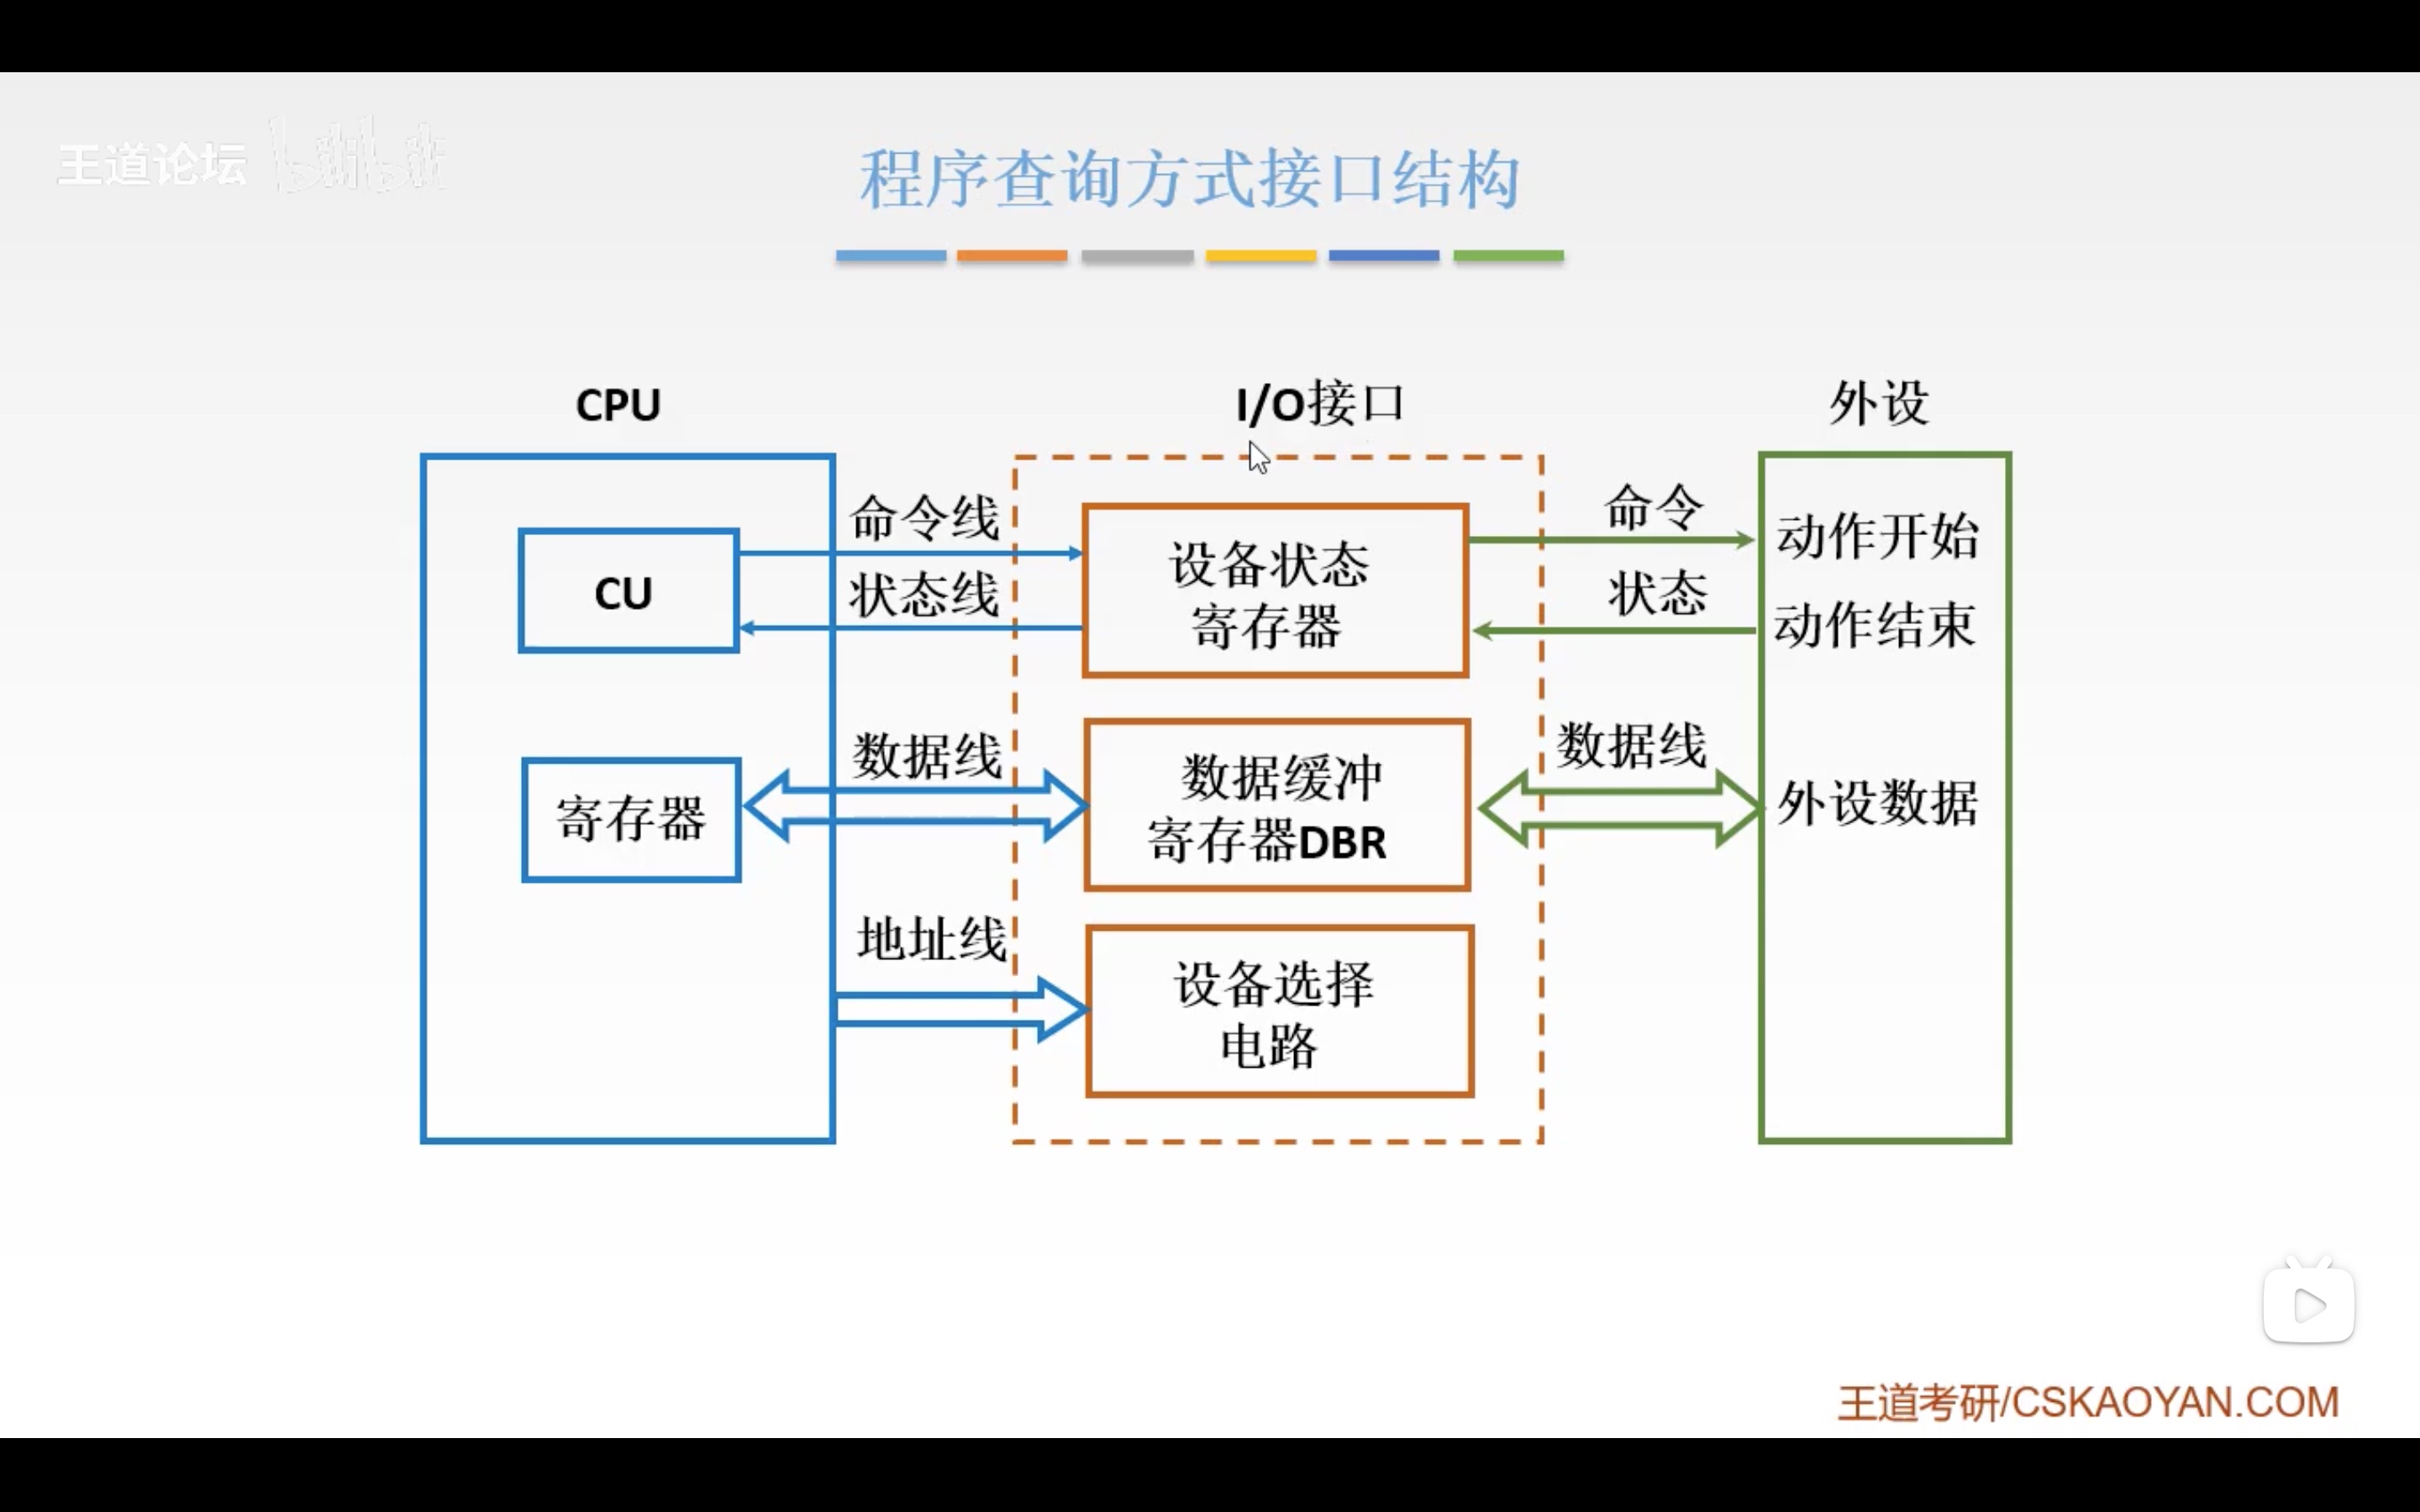 王道论坛 bilibili
程序查询方式接口结构
CPU
I/O接口
外设
CU
命令线
状态线
设备状态
寄存器
命令
状态
动作开始
动作结束
寄存器
数据线
数据缓冲
寄存器DBR
数据线
外设数据
地址线
设备选择
电路
王道考研/CSKAOYAN.COM